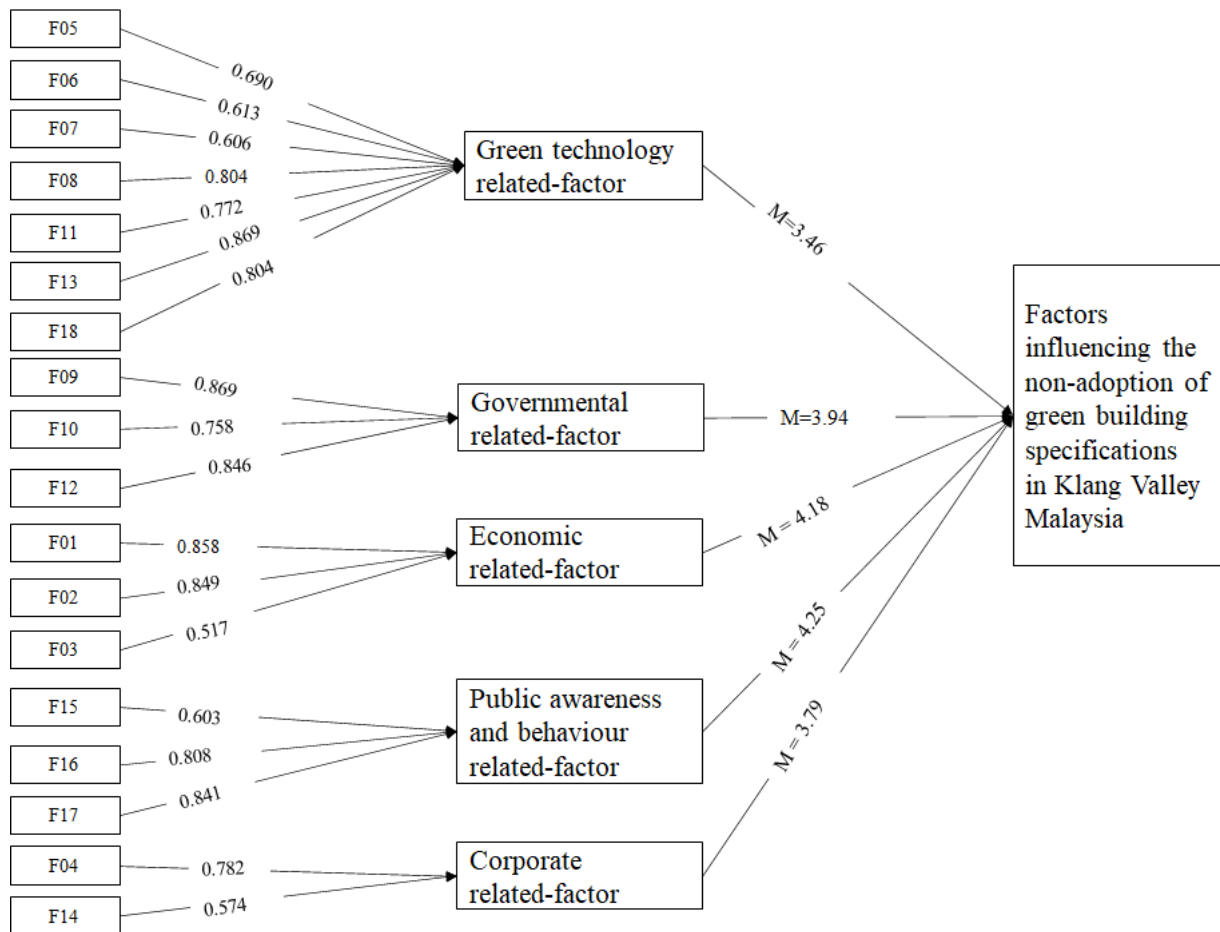 F05
0.690
F06
0.613
F07
0.606
F08
0.804
F11
0.772
F13
0.869
F18
0.804
Green technology
related-factor
M=3.46
F09
0.869
F10
0.758
F12
0.846
Governmental
related-factor
M=3.94
F01
0.858
F02
0.849
F03
0.517
Economic
related-factor
M = 4.18
F15
0.603
F16
0.808
F17
0.841
Public awareness
and behaviour
related-factor
M = 4.25
F04
0.782
F14
0.574
Corporate
related-factor
M = 3.79
Factors
influencing the
non-adoption of
green building
specifications
in Klang Valley
Malaysia